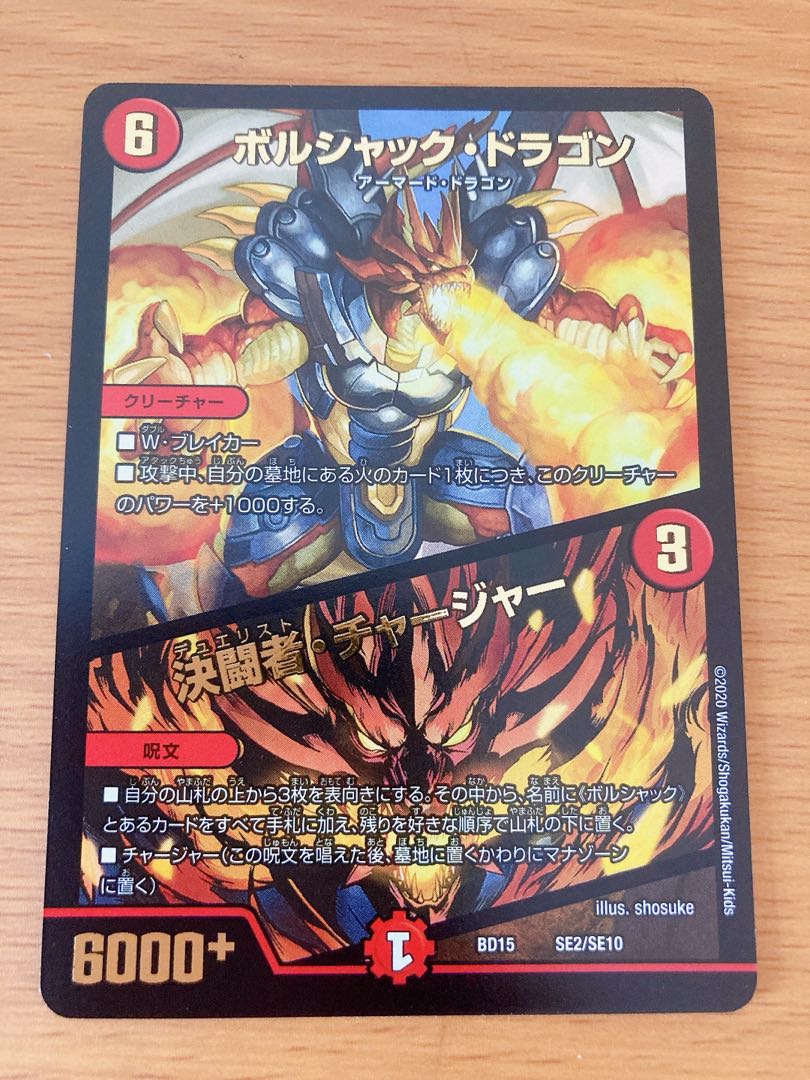 6
ボルシャック・ドラゴン
アーマード・ドラゴン
クリーチャー
■W・ブレイカー
■攻撃中、自分の墓地にある火のカード1枚につき、このクリーチャー
のパワーを+1000する。
3
決闘者・チャージャー
呪文
■自分の山札の上から3枚を表向きにする。その中から、名前に《ボルシャック》
とあるカードをすべて手札に加え、残りを好きな順序で山札の下に置く。
■チャージャー(この呪文を唱えた後、墓地に置くかわりにマナゾーン
に置く)
illus. shosuke
6000+
1
BD15 SE2/SE10
©2020 Wizards/Shogakukan/Mitsui-Kids